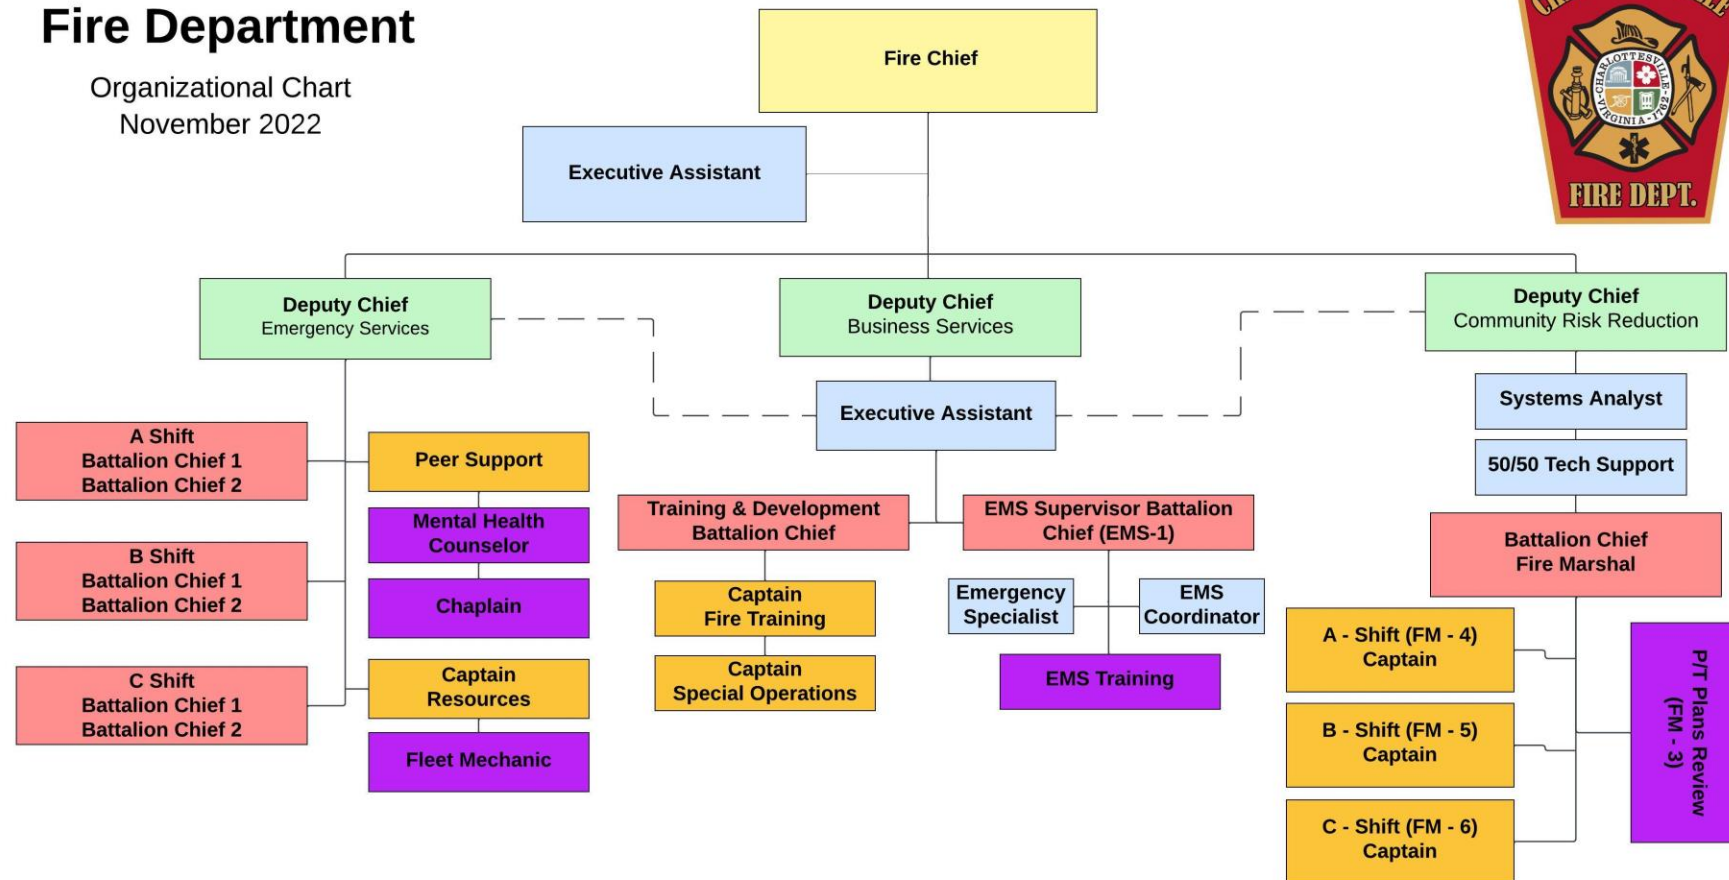 Fire Department
Organizational Chart
November 2022
Fire Chief
Executive Assistant
CHARLOTTESVILLE
VIRGINIA-1762
FIRE DEPT.
Deputy Chief
Emergency Services
Deputy Chief
Business Services
Deputy Chief
Community Risk Reduction
Executive Assistant
A Shift
Battalion Chief 1
Battalion Chief 2
B Shift
Battalion Chief 1
Battalion Chief 2
C Shift
Battalion Chief 1
Battalion Chief 2
Peer Support
Mental Health
Counselor
Chaplain
Captain
Resources
Fleet Mechanic
Training & Development
Battalion Chief
Captain
Fire Training
Captain
Special Operations
EMS Supervisor Battalion
Chief (EMS-1)
Emergency
Specialist
EMS
Coordinator
EMS Training
Systems Analyst
50/50 Tech Support
Battalion Chief
Fire Marshal
A - Shift (FM - 4)
Captain
B - Shift (FM - 5)
Captain
C - Shift (FM - 6)
Captain
P/T Plans Review
(FM - 3)